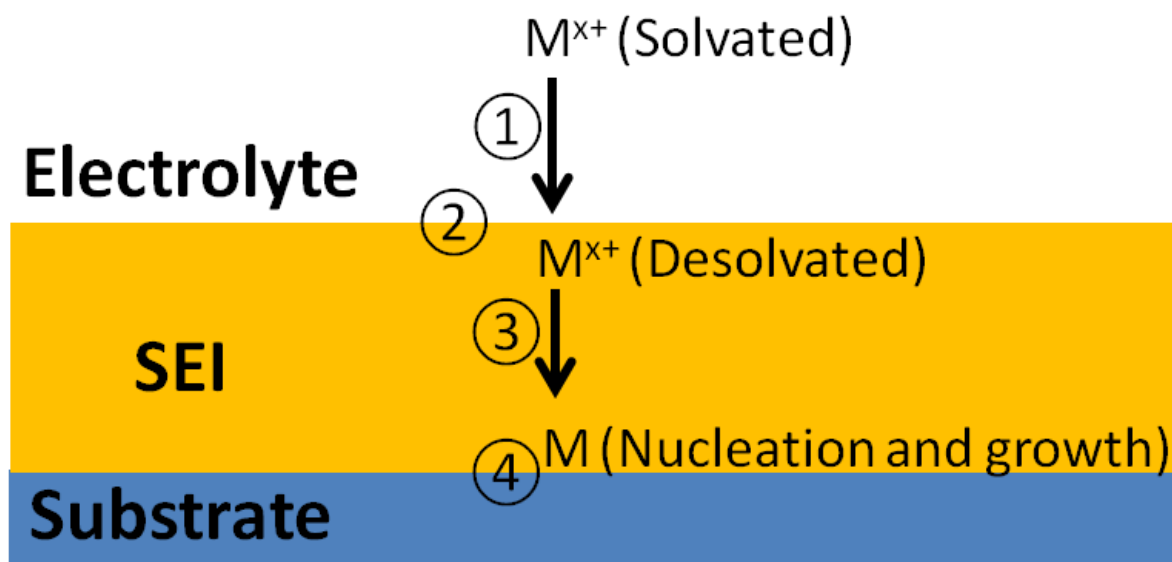 Mˣ⁺ (Solvated)
①
Electrolyte
②
Mˣ⁺ (Desolvated)
③
SEI
M (Nucleation and growth)
④
Substrate